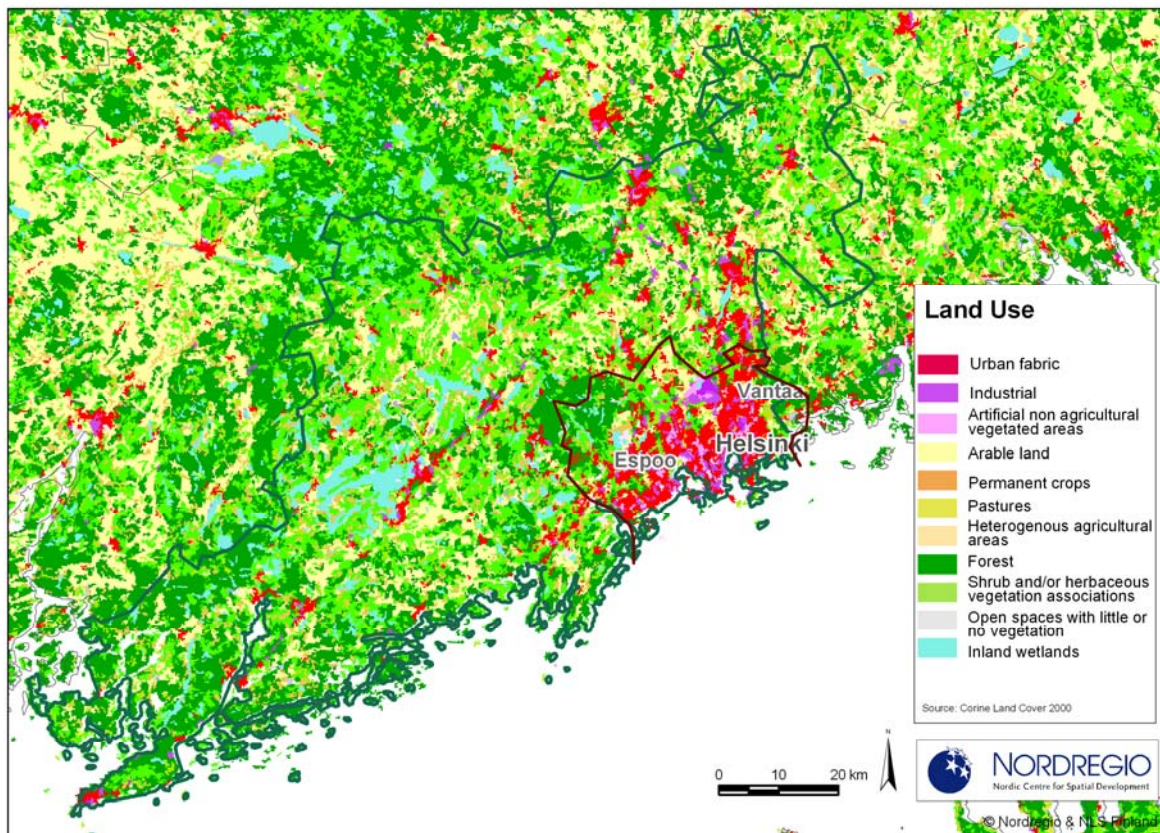 Vantaa
Helsinki
Espoo
Land Use
Urban fabric
Industrial
Artificial non agricultural
vegetated areas
Arable land
Permanent crops
Pastures
Heterogenous agricultural
areas
Forest
Shrub and/or herbaceous
vegetation associations
Open spaces with little or
no vegetation
Inland wetlands
Source: Corine Land Cover 2000
N
0 10 20 km
NORDREGIO
Nordic Centre for Spatial Development
© Nordregio & NLS Finland